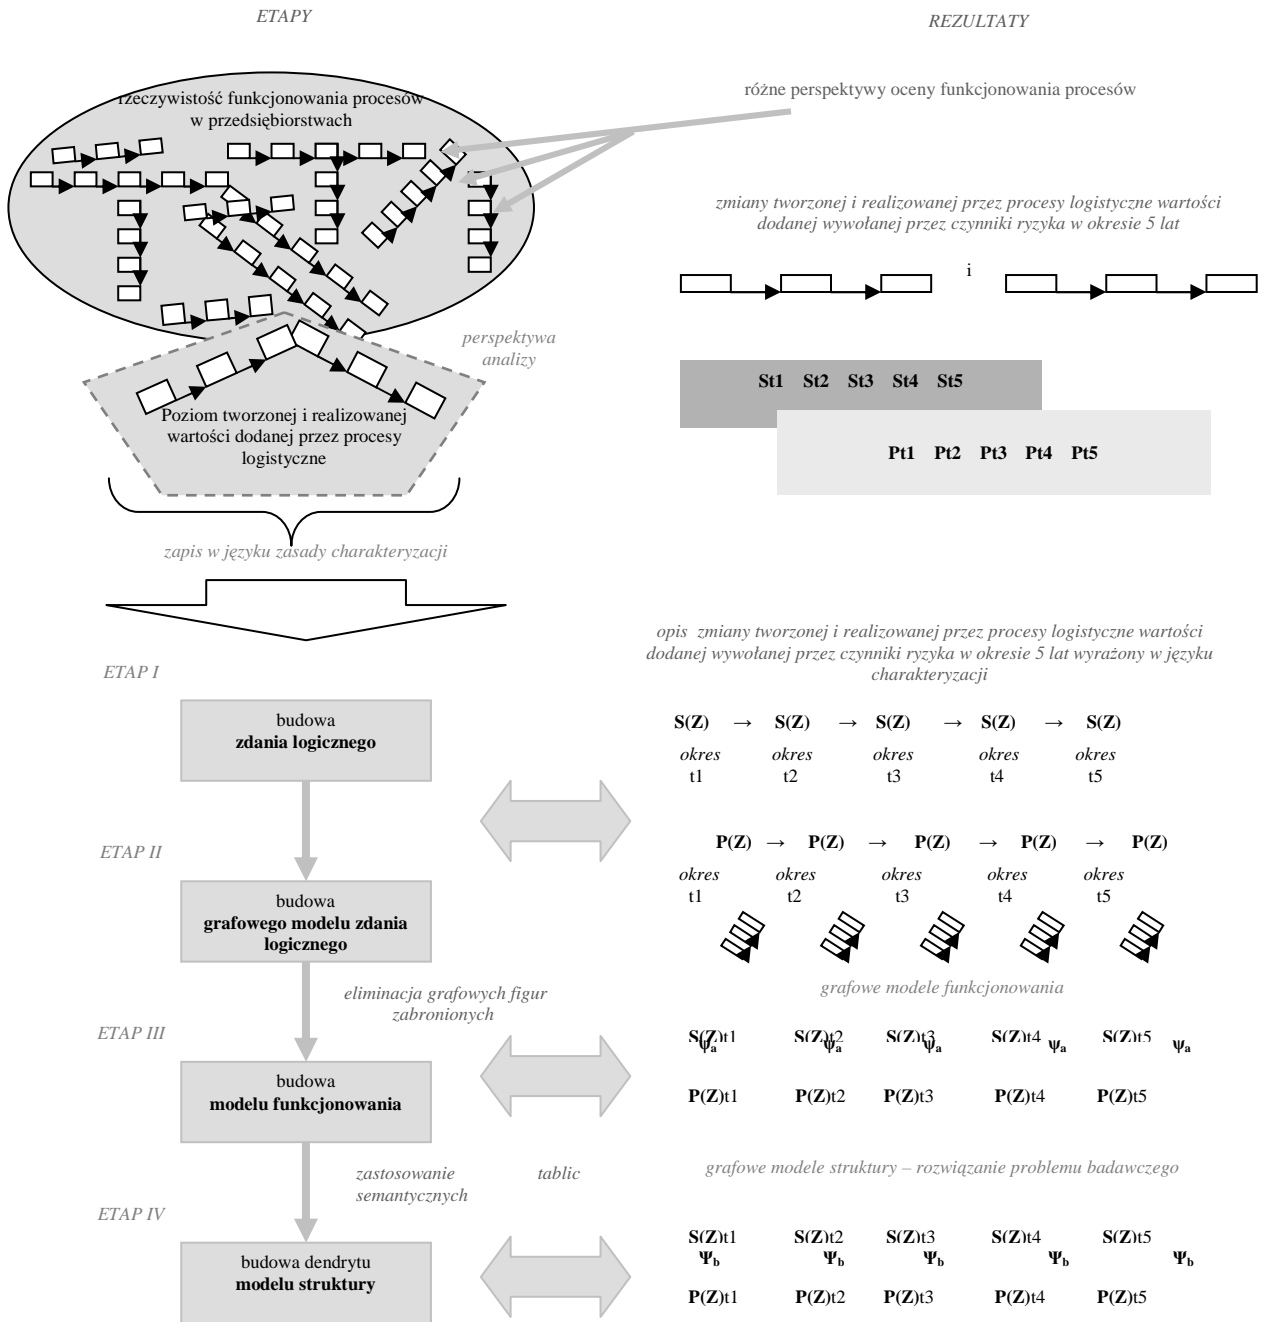 ETAPY
REZULTATY
rzeczywistość funkcjonowania procesów
w przedsiębiorstwach
różne perspektywy oceny funkcjonowania procesów
zmiany tworzonej i realizowanej przez procesy logistyczne wartości
dodanej wywołanej przez czynniki ryzyka w okresie 5 lat
i
perspektywa
analizy
St1 St2 St3 St4 St5
Poziom tworzonej i realizowanej
wartości dodanej przez procesy
logistyczne
Pt1 Pt2 Pt3 Pt4 Pt5
zapis w języku zasady charakteryzacji
opis zmiany tworzonej i realizowanej przez procesy logistyczne wartości
dodanej wywołanej przez czynniki ryzyka w okresie 5 lat wyrażony w języku
charakteryzacji
ETAP I
budowa
zdania logicznego
S(Z) → S(Z) → S(Z) → S(Z) → S(Z)
okres okres okres okres okres
t1 t2 t3 t4 t5
ETAP II
P(Z) → P(Z) → P(Z) → P(Z) → P(Z)
okres okres okres okres okres
t1 t2 t3 t4 t5
budowa
grafowego modelu zdania
logicznego
eliminacja grafowych figur
zabronionych
grafowe modele funkcjonowania
ETAP III
S(Z)t1 S(Z)t2 S(Z)t3 S(Z)t4 S(Z)t5
ψa ψa ψa ψa ψa
budowa
modelu funkcjonowania
P(Z)t1 P(Z)t2 P(Z)t3 P(Z)t4 P(Z)t5
zastosowanie tablic
semantycznych
grafowe modele struktury – rozwiązanie problemu badawczego
ETAP IV
S(Z)t1 S(Z)t2 S(Z)t3 S(Z)t4 S(Z)t5
Ψb Ψb Ψb Ψb Ψb
budowa dendrytu
modelu struktury
P(Z)t1 P(Z)t2 P(Z)t3 P(Z)t4 P(Z)t5